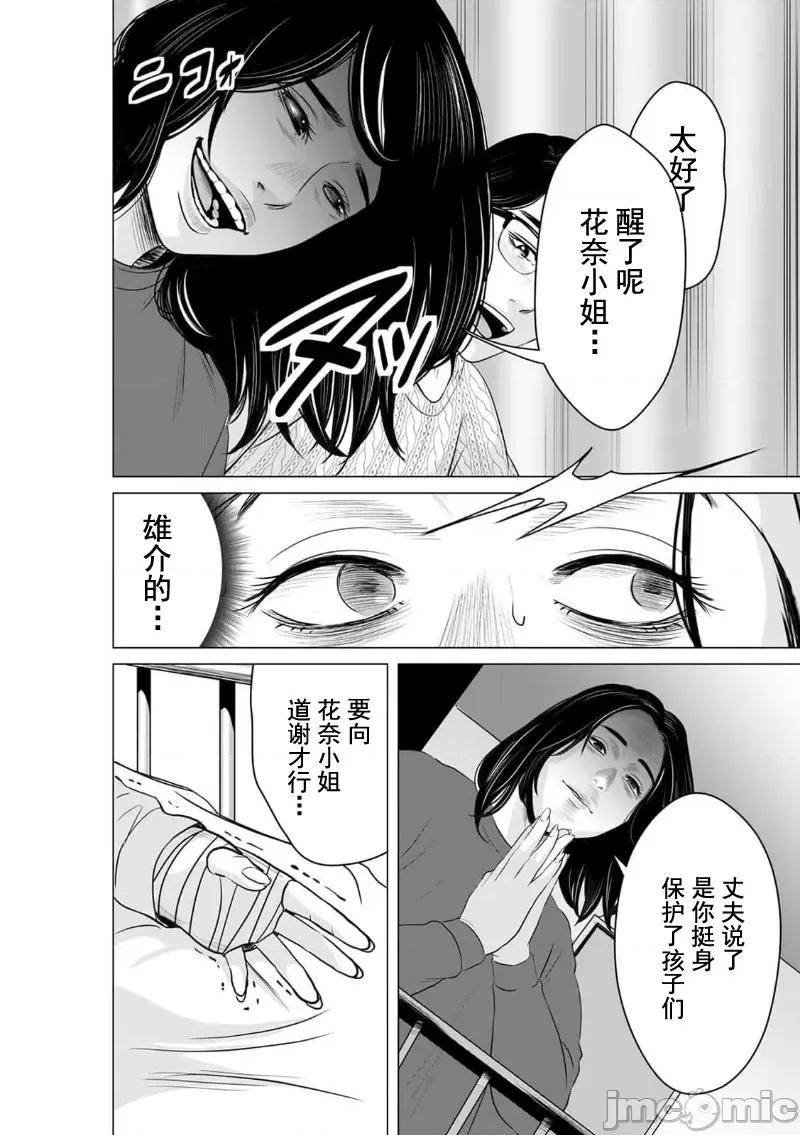 太好了
醒了呢
花奈小姐…
ニコォ
ヌッ
雄介的…
丈夫说了
是你挺身
保护了孩子们
要向
花奈小姐
道谢才行…
jmcomic